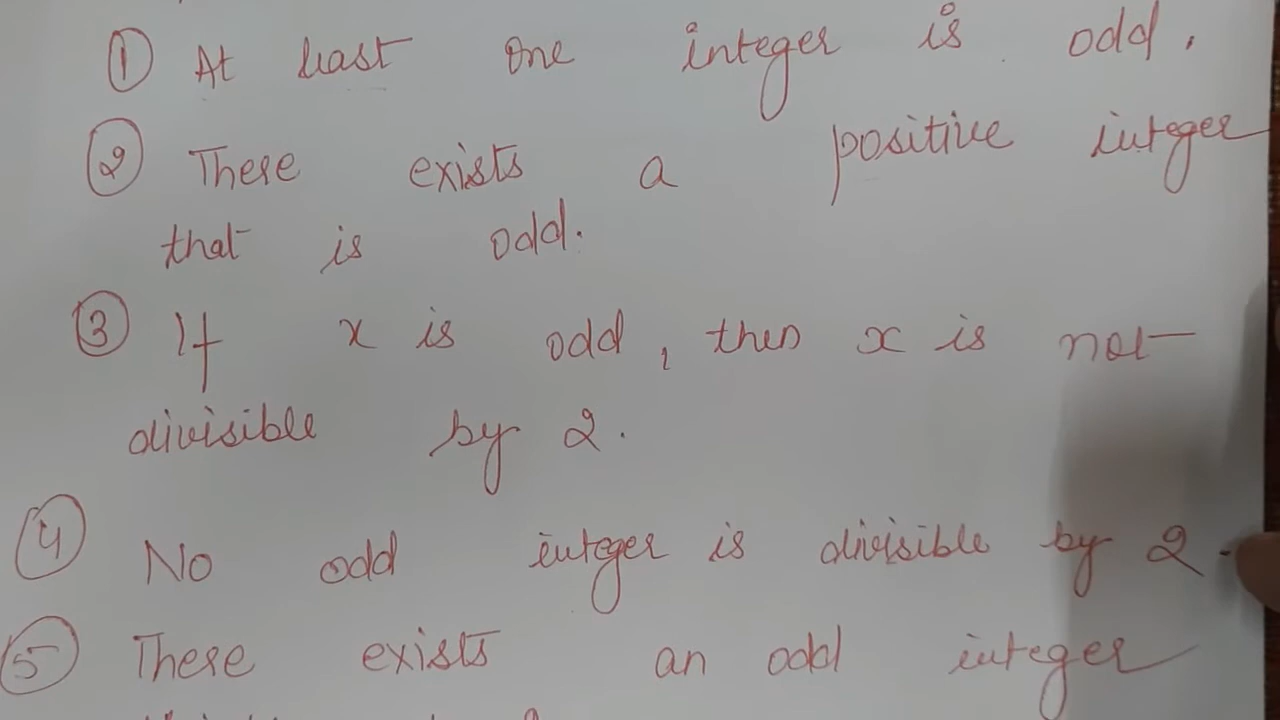 ① At least one integer is odd.
② There exists a positive integer
that is odd.
③ If x is odd, then x is not
divisible by 2.
④ No odd integer is divisible by 2.
⑤ There exists an odd integer